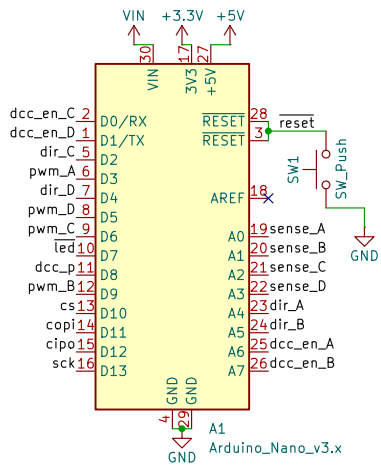 VIN +3.3V +5V
30 17 27
VIN 3V3 +5V
dcc_en_C 2 D0/RX RESET 28 reset
dcc_en_D 1 D1/TX RESET 3
dir_C 5 D2
pwm_A 6 D3
dir_D 7 D4 AREF 18
pwm_D 8 D5
pwm_C 9 D6 A0 19 sense_A
led 10 D7 A1 20 sense_B
dcc_p 11 D8 A2 21 sense_C
pwm_B 12 D9 A3 22 sense_D
cs 13 D10 A4 23 dir_A
copi 14 D11 A5 24 dir_B
cipo 15 D12 A6 25 dcc_en_A
sck 16 D13 A7 26 dcc_en_B
SW1 SW_Push
GND
GND GND
4 29
GND
A1
Arduino_Nano_v3.x